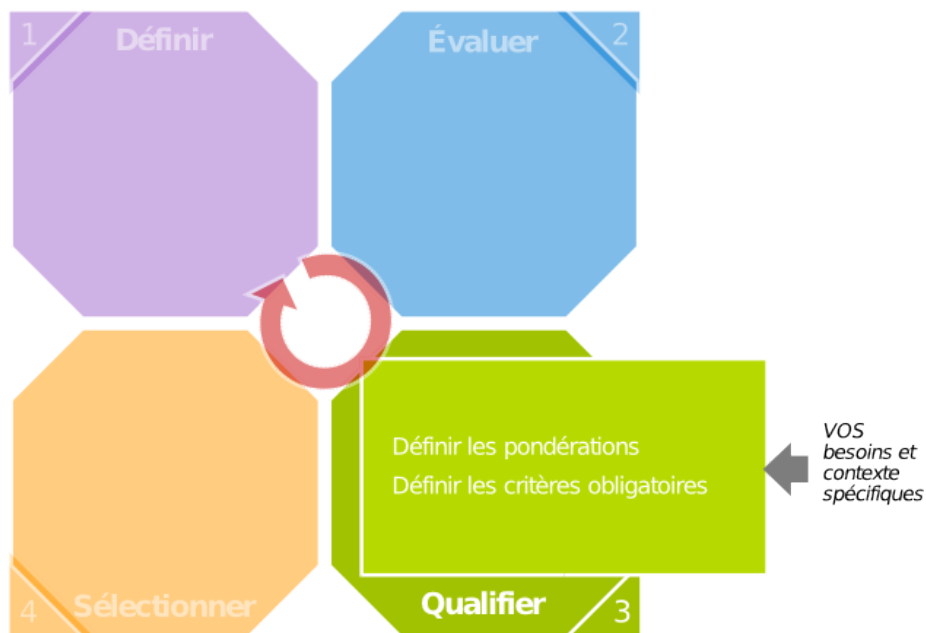 1 Définir
Évaluer 2
Définir les pondérations
Définir les critères obligatoires
VOS
besoins et
contexte
spécifiques
4 Sélectionner
Qualifier 3